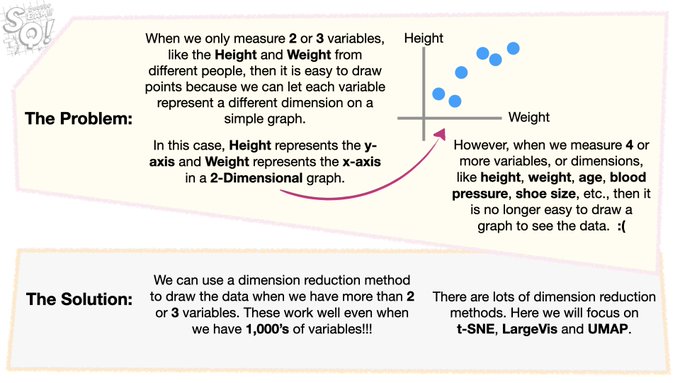 SQ!
When we only measure 2 or 3 variables,
like the Height and Weight from
different people, then it is easy to draw
points because we can let each variable
represent a different dimension on a
simple graph.
The Problem:
In this case, Height represents the y-
axis and Weight represents the x-axis
in a 2-Dimensional graph.
Height
Weight
However, when we measure 4 or
more variables, or dimensions,
like height, weight, age, blood
pressure, shoe size, etc., then it
is no longer easy to draw a
graph to see the data. :(
The Solution:
We can use a dimension reduction method
to draw the data when we have more than 2
or 3 variables. These work well even when
we have 1,000's of variables!!!
There are lots of dimension reduction
methods. Here we will focus on
t-SNE, LargeVis and UMAP.